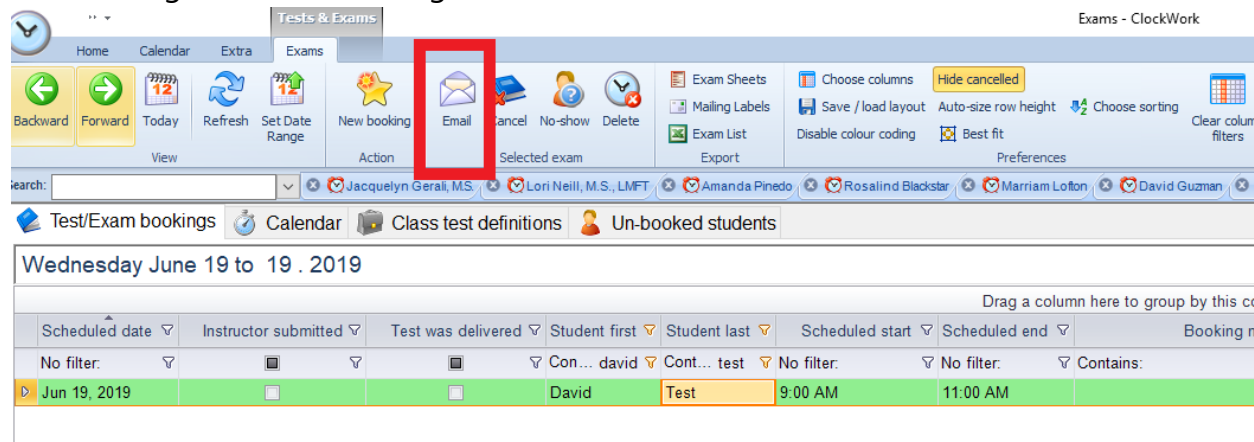 Tests & Exams Exams - ClockWork
Home Calendar Extra Exams
Backward Forward Today Refresh Set Date Range New booking Email Cancel No-show Delete
Exam Sheets Choose columns Hide cancelled
Mailing Labels Save / load layout Auto-size row height Choose sorting
Exam List Disable colour coding Best fit
Clear colum filters
View Action Selected exam Export Preferences
Search: Jacquelyn Gerali, M.S. Lori Neill, M.S., LMFT Amanda Pinedo Rosalind Blackstar Marriam Lofton David Guzman
Test/Exam bookings Calendar Class test definitions Un-booked students
Wednesday June 19 to 19 . 2019
Drag a column here to group by this co
Scheduled date Instructor submitted Test was delivered Student first Student last Scheduled start Scheduled end Booking n
No filter: Con... david Cont... test No filter: No filter: Contains:
Jun 19, 2019 David Test 9:00 AM 11:00 AM